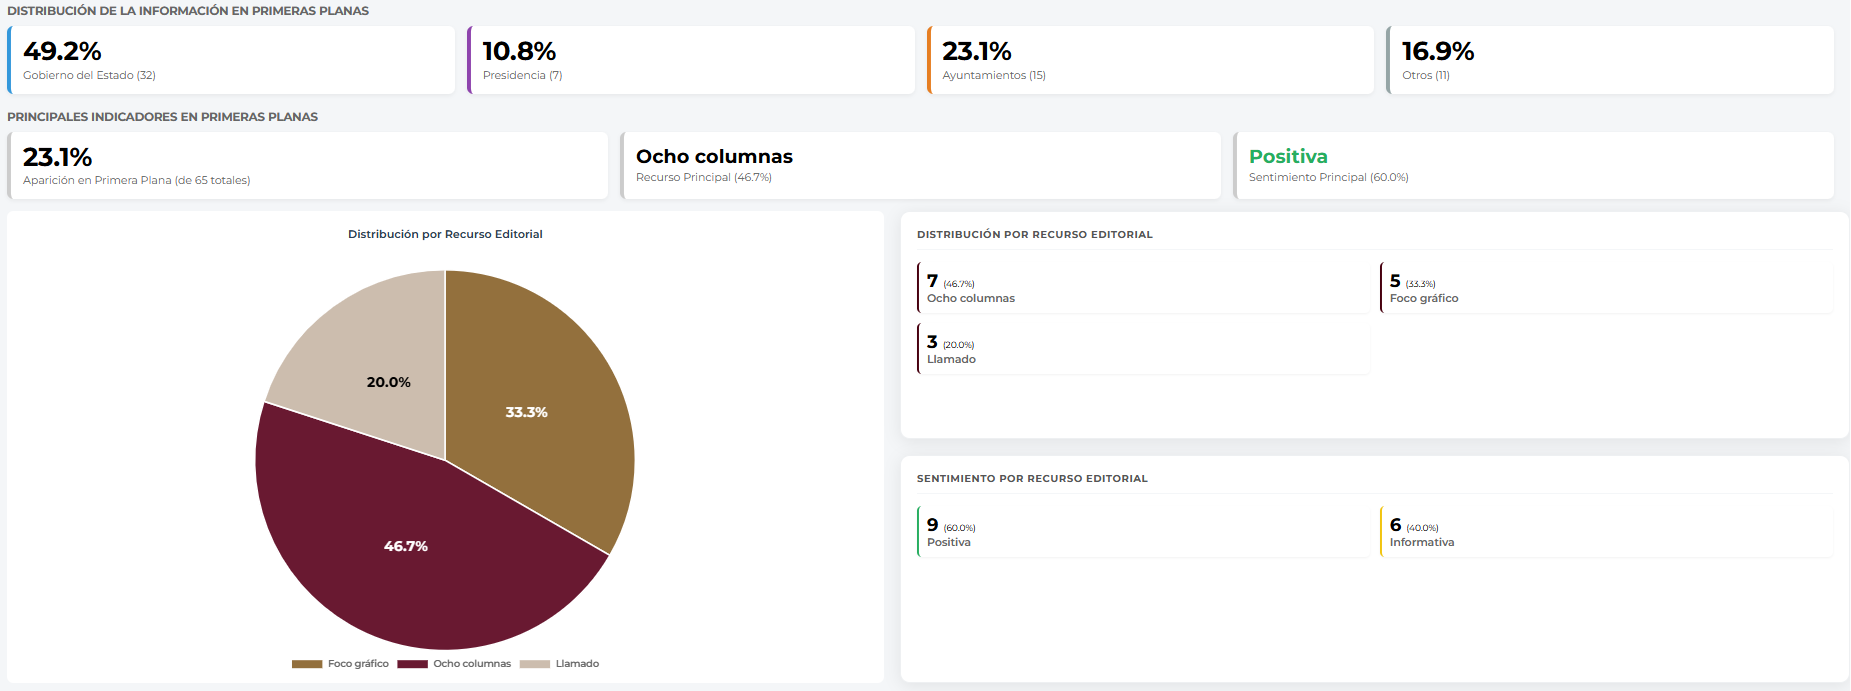 DISTRIBUCIÓN DE LA INFORMACIÓN EN PRIMERAS PLANAS
49.2%
Gobierno del Estado (32)
10.8%
Presidencia (7)
23.1%
Ayuntamientos (15)
16.9%
Otros (11)
PRINCIPALES INDICADORES EN PRIMERAS PLANAS
23.1%
Aparición en Primera Plana (de 65 totales)
Ocho columnas
Recurso Principal (46.7%)
Positiva
Sentimiento Principal (60.0%)
Distribución por Recurso Editorial
20.0%
33.3%
46.7%
Foco gráfico
Ocho columnas
Llamado
DISTRIBUCIÓN POR RECURSO EDITORIAL
7 (46.7%)
Ocho columnas
5 (33.3%)
Foco gráfico
3 (20.0%)
Llamado
SENTIMIENTO POR RECURSO EDITORIAL
9 (60.0%)
Positiva
6 (40.0%)
Informativa